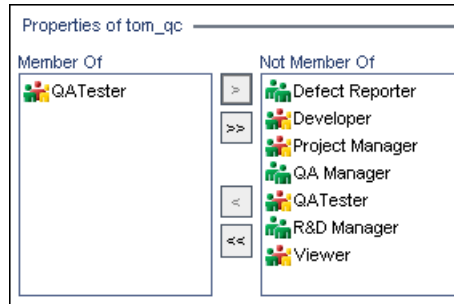 Properties of tom_qc
Member Of
QATester
>
>>
<
<<
Not Member Of
Defect Reporter
Developer
Project Manager
QA Manager
QATester
R&D Manager
Viewer